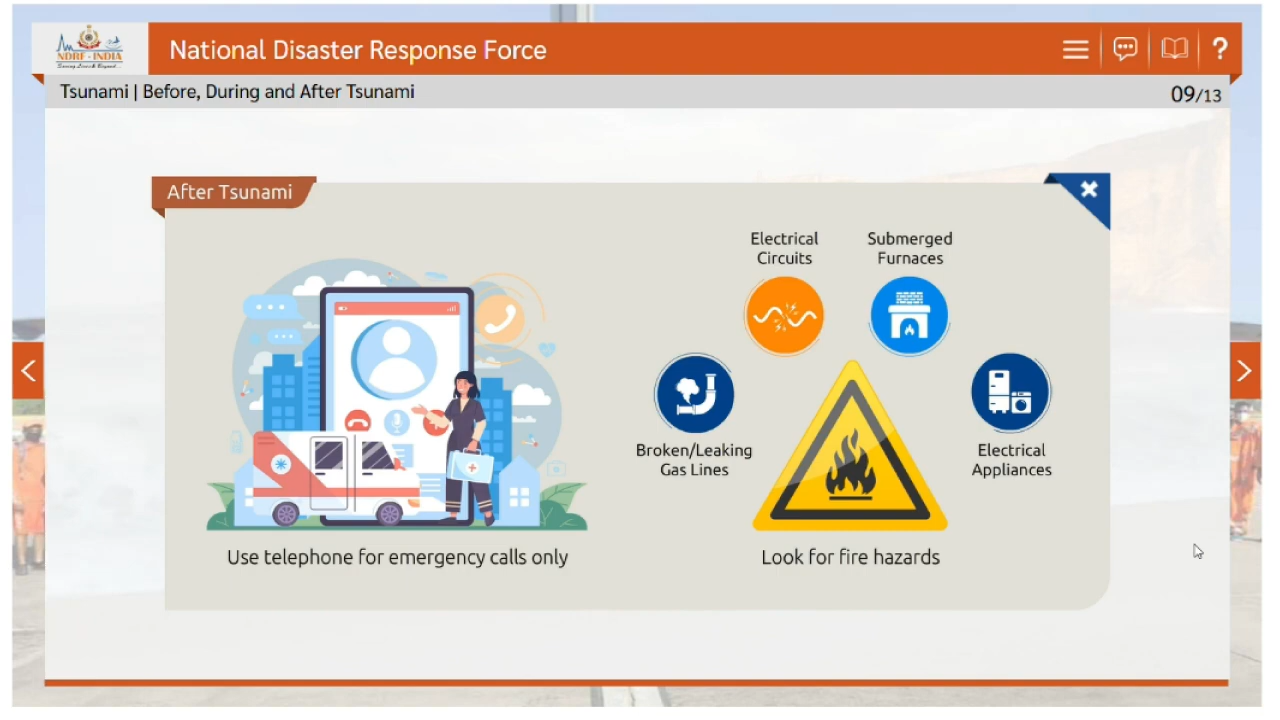 NDRF - INDIA
National Disaster Response Force
?
Tsunami | Before, During and After Tsunami
09/13
After Tsunami
Electrical
Circuits
Submerged
Furnaces
Broken/Leaking
Gas Lines
Electrical
Appliances
Use telephone for emergency calls only
Look for fire hazards